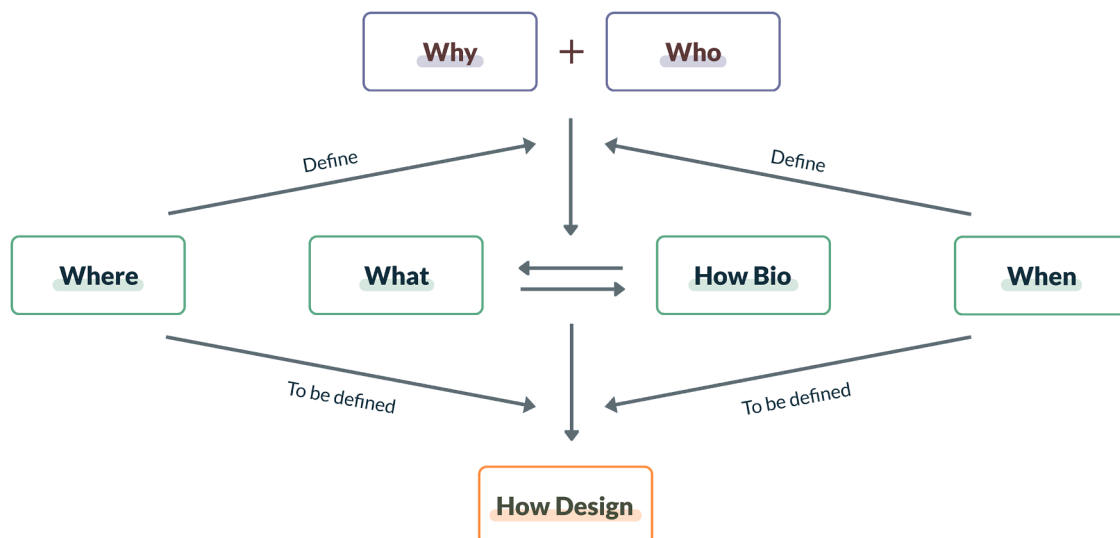 Why
+
Who
Define
Define
Where
What
How Bio
When
To be defined
To be defined
How Design